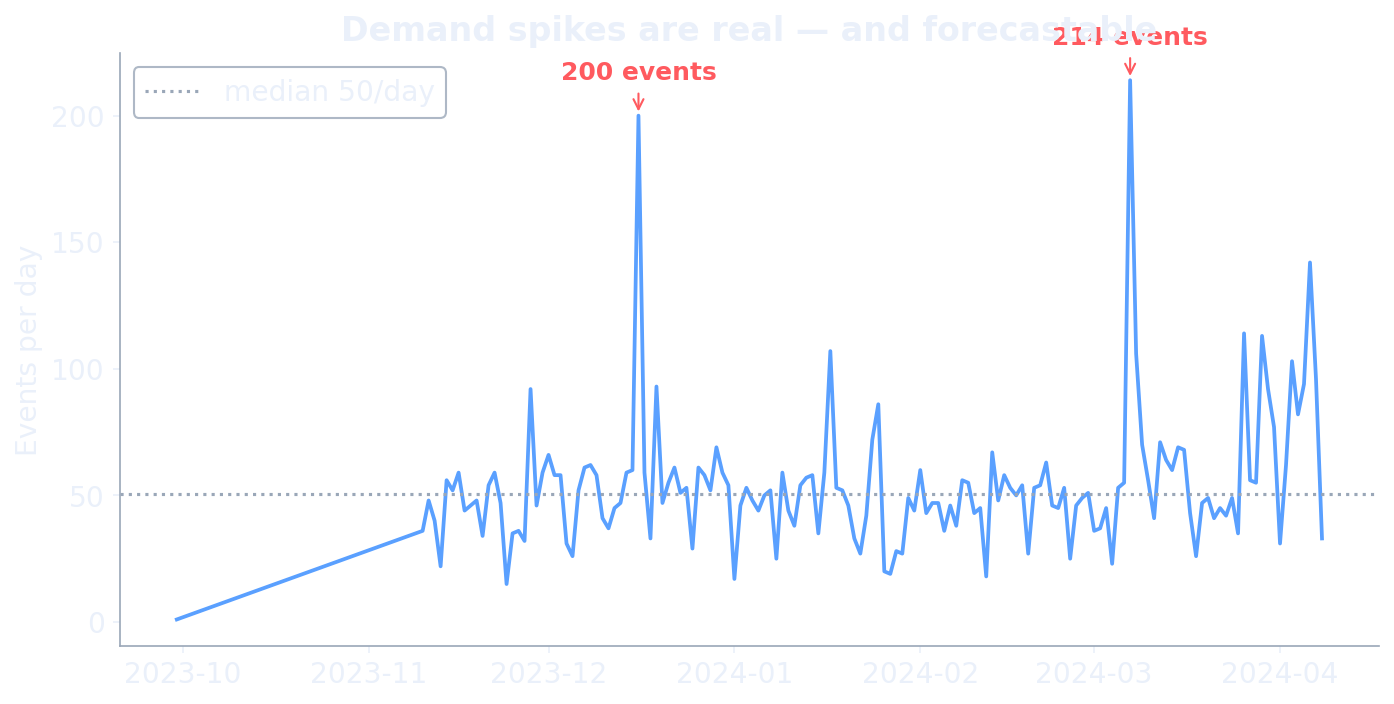 Demand spikes are real — and forecastable
214 events
200 events
median 50/day
Events per day
200
150
100
50
0
2023-10 2023-11 2023-12 2024-01 2024-02 2024-03 2024-04